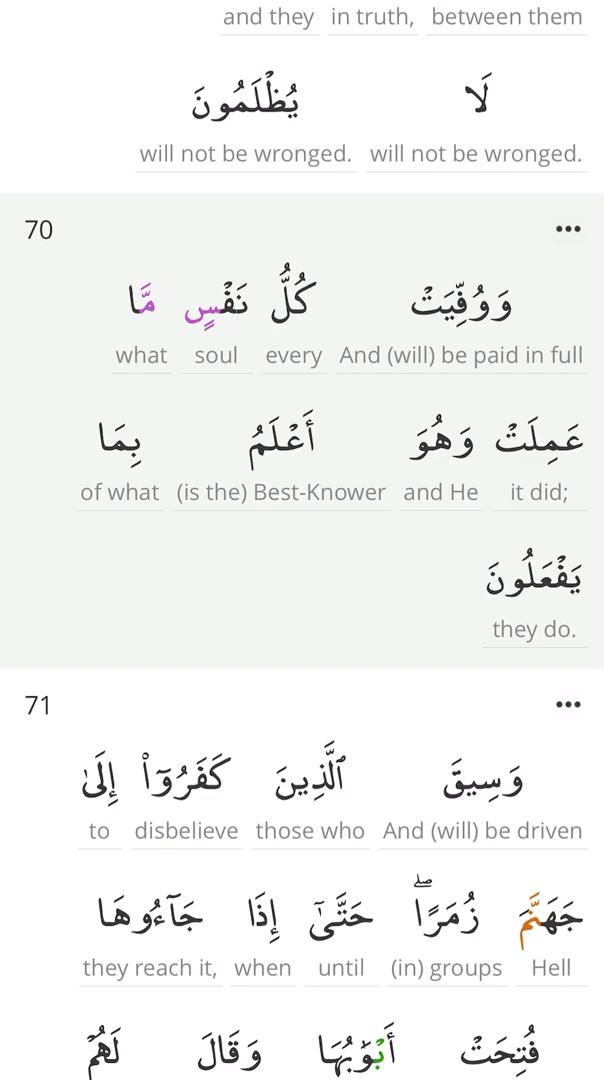 between them in truth, and they
لَا يُظْلَمُونَ
will not be wronged. will not be wronged.
70 •••
وَوُفِّيَتْ كُلُّ نَفْسٍ مَّا
And (will) be paid in full every soul what
عَمِلَتْ وَهُوَ أَعْلَمُ بِمَا
it did; and He (is the) Best-Knower of what
يَفْعَلُونَ
they do.
71 •••
وَسِيقَ ٱلَّذِينَ كَفَرُوٓا۟ إِلَىٰ
And (will) be driven those who disbelieve to
جَهَنَّمَ زُمَرًا ۖ حَتَّىٰٓ إِذَا جَآءُوهَا
Hell (in) groups until when they reach it,
فُتِحَتْ أَبْوَٰبُهَا وَقَالَ لَهُمْ